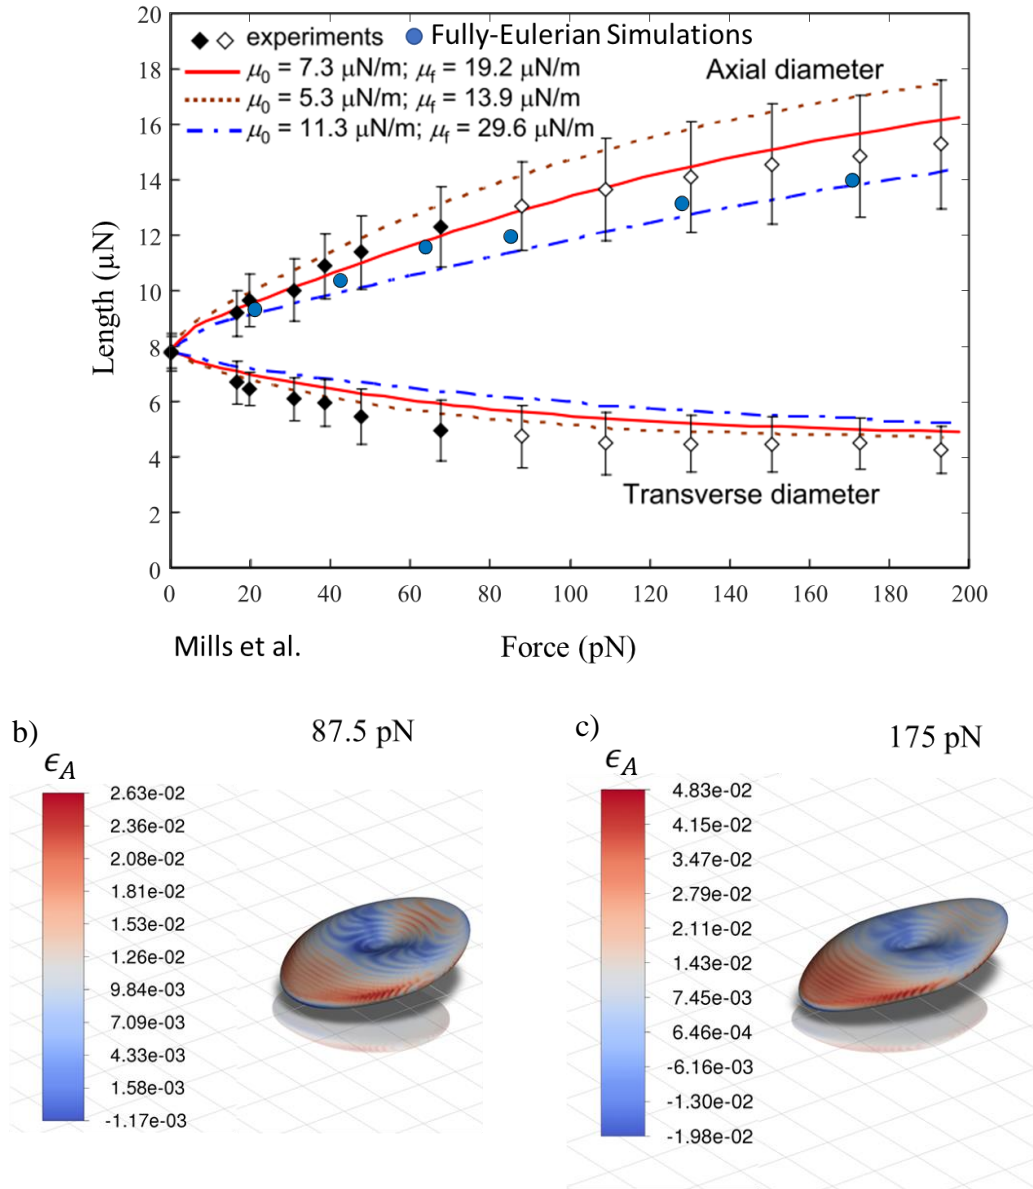 20
18
16
14
12
10
8
6
4
2
0
Length (μN)
experiments
Fully-Eulerian Simulations
μ0 = 7.3 μN/m; μf = 19.2 μN/m
μ0 = 5.3 μN/m; μf = 13.9 μN/m
μ0 = 11.3 μN/m; μf = 29.6 μN/m
Axial diameter
Transverse diameter
0 20 40 60 80 100 120 140 160 180 200
Mills et al.
Force (pN)
b)
87.5 pN
ϵA
2.63e-02
2.36e-02
2.08e-02
1.81e-02
1.53e-02
1.26e-02
9.84e-03
7.09e-03
4.33e-03
1.58e-03
-1.17e-03
c)
175 pN
ϵA
4.83e-02
4.15e-02
3.47e-02
2.79e-02
2.11e-02
1.43e-02
7.45e-03
6.46e-04
-6.16e-03
-1.30e-02
-1.98e-02